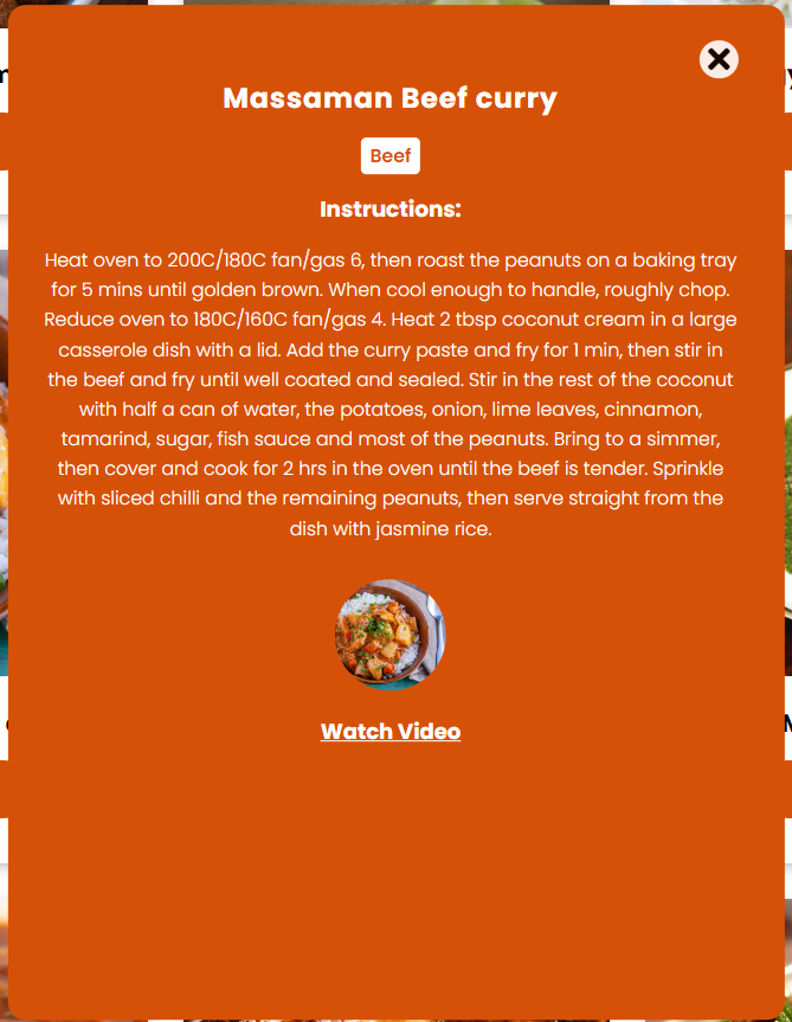 Massaman Beef curry
Beef
Instructions:
Heat oven to 200C/180C fan/gas 6, then roast the peanuts on a baking tray
for 5 mins until golden brown. When cool enough to handle, roughly chop.
Reduce oven to 180C/160C fan/gas 4. Heat 2 tbsp coconut cream in a large
casserole dish with a lid. Add the curry paste and fry for 1 min, then stir in
the beef and fry until well coated and sealed. Stir in the rest of the coconut
with half a can of water, the potatoes, onion, lime leaves, cinnamon,
tamarind, sugar, fish sauce and most of the peanuts. Bring to a simmer,
then cover and cook for 2 hrs in the oven until the beef is tender. Sprinkle
with sliced chilli and the remaining peanuts, then serve straight from the
dish with jasmine rice.
Watch Video